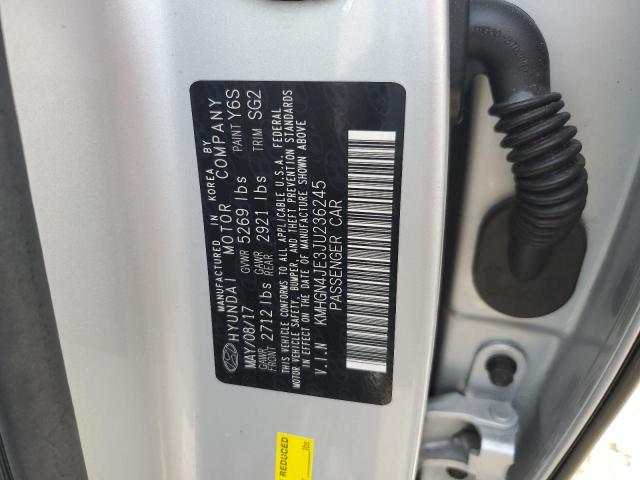 MANUFACTURED IN KOREA BY
HYUNDAI MOTOR COMPANY
MAY/08/17 GVWR 5269 lbs PAINT Y6S
GAWR FRONT 2712 lbs GAWR REAR 2921 lbs TRIM SG2
THIS VEHICLE CONFORMS TO ALL APPLICABLE U.S.A. FEDERAL
MOTOR VEHICLE SAFETY, BUMPER, AND THEFT PREVENTION STANDARDS
IN EFFECT ON THE DATE OF MANUFACTURE SHOWN ABOVE
V.I.N KMHGN4JE3JU236245
PASSENGER CAR
T REDUCED
lbs